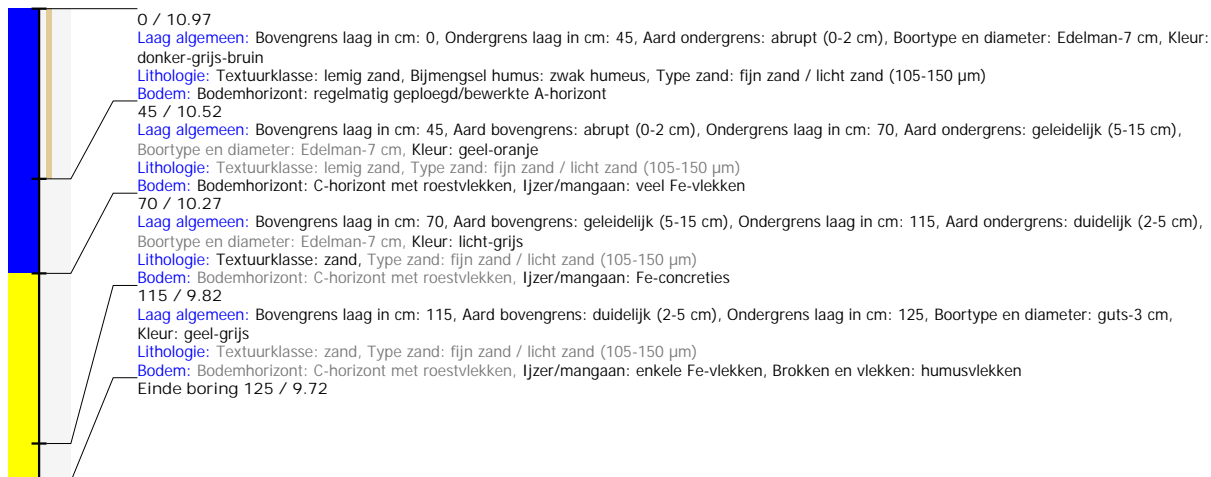 0 / 10.97
Laag algemeen: Bovengrens laag in cm: 0, Ondergrens laag in cm: 45, Aard ondergrens: abrupt (0-2 cm), Boortype en diameter: Edelman-7 cm, Kleur:
donker-grijs-bruin
Lithologie: Textuurklasse: lemig zand, Bijmengsel humus: zwak humeus, Type zand: fijn zand / licht zand (105-150 µm)
Bodem: Bodemhorizont: regelmatig geploegd/bewerkte A-horizont
45 / 10.52
Laag algemeen: Bovengrens laag in cm: 45, Aard bovengrens: abrupt (0-2 cm), Ondergrens laag in cm: 70, Aard ondergrens: geleidelijk (5-15 cm),
Boortype en diameter: Edelman-7 cm, Kleur: geel-oranje
Lithologie: Textuurklasse: lemig zand, Type zand: fijn zand / licht zand (105-150 µm)
Bodem: Bodemhorizont: C-horizont met roestvlekken, Ijzer/mangaan: veel Fe-vlekken
70 / 10.27
Laag algemeen: Bovengrens laag in cm: 70, Aard bovengrens: geleidelijk (5-15 cm), Ondergrens laag in cm: 115, Aard ondergrens: duidelijk (2-5 cm),
Boortype en diameter: Edelman-7 cm, Kleur: licht-grijs
Lithologie: Textuurklasse: zand, Type zand: fijn zand / licht zand (105-150 µm)
Bodem: Bodemhorizont: C-horizont met roestvlekken, Ijzer/mangaan: Fe-concreties
115 / 9.82
Laag algemeen: Bovengrens laag in cm: 115, Aard bovengrens: duidelijk (2-5 cm), Ondergrens laag in cm: 125, Boortype en diameter: guts-3 cm,
Kleur: geel-grijs
Lithologie: Textuurklasse: zand, Type zand: fijn zand / licht zand (105-150 µm)
Bodem: Bodemhorizont: C-horizont met roestvlekken, Ijzer/mangaan: enkele Fe-vlekken, Brokken en vlekken: humusvlekken
Einde boring 125 / 9.72